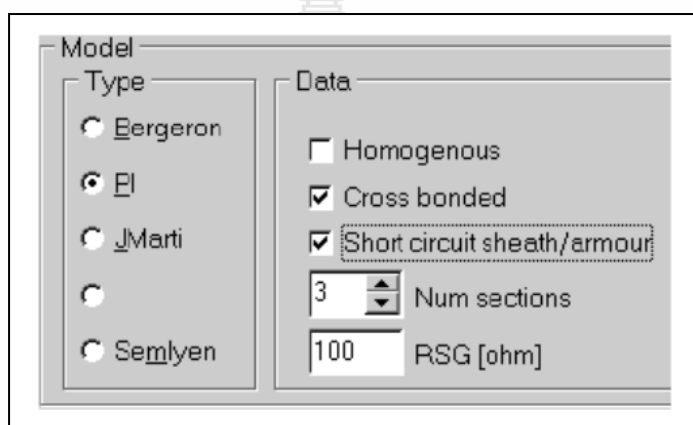 Model
Type
Bergeron
PI
JMarti
Semlyen
Data
Homogenous
Cross bonded
Short circuit sheath/armour
3 Num sections
100 RSG [ohm]